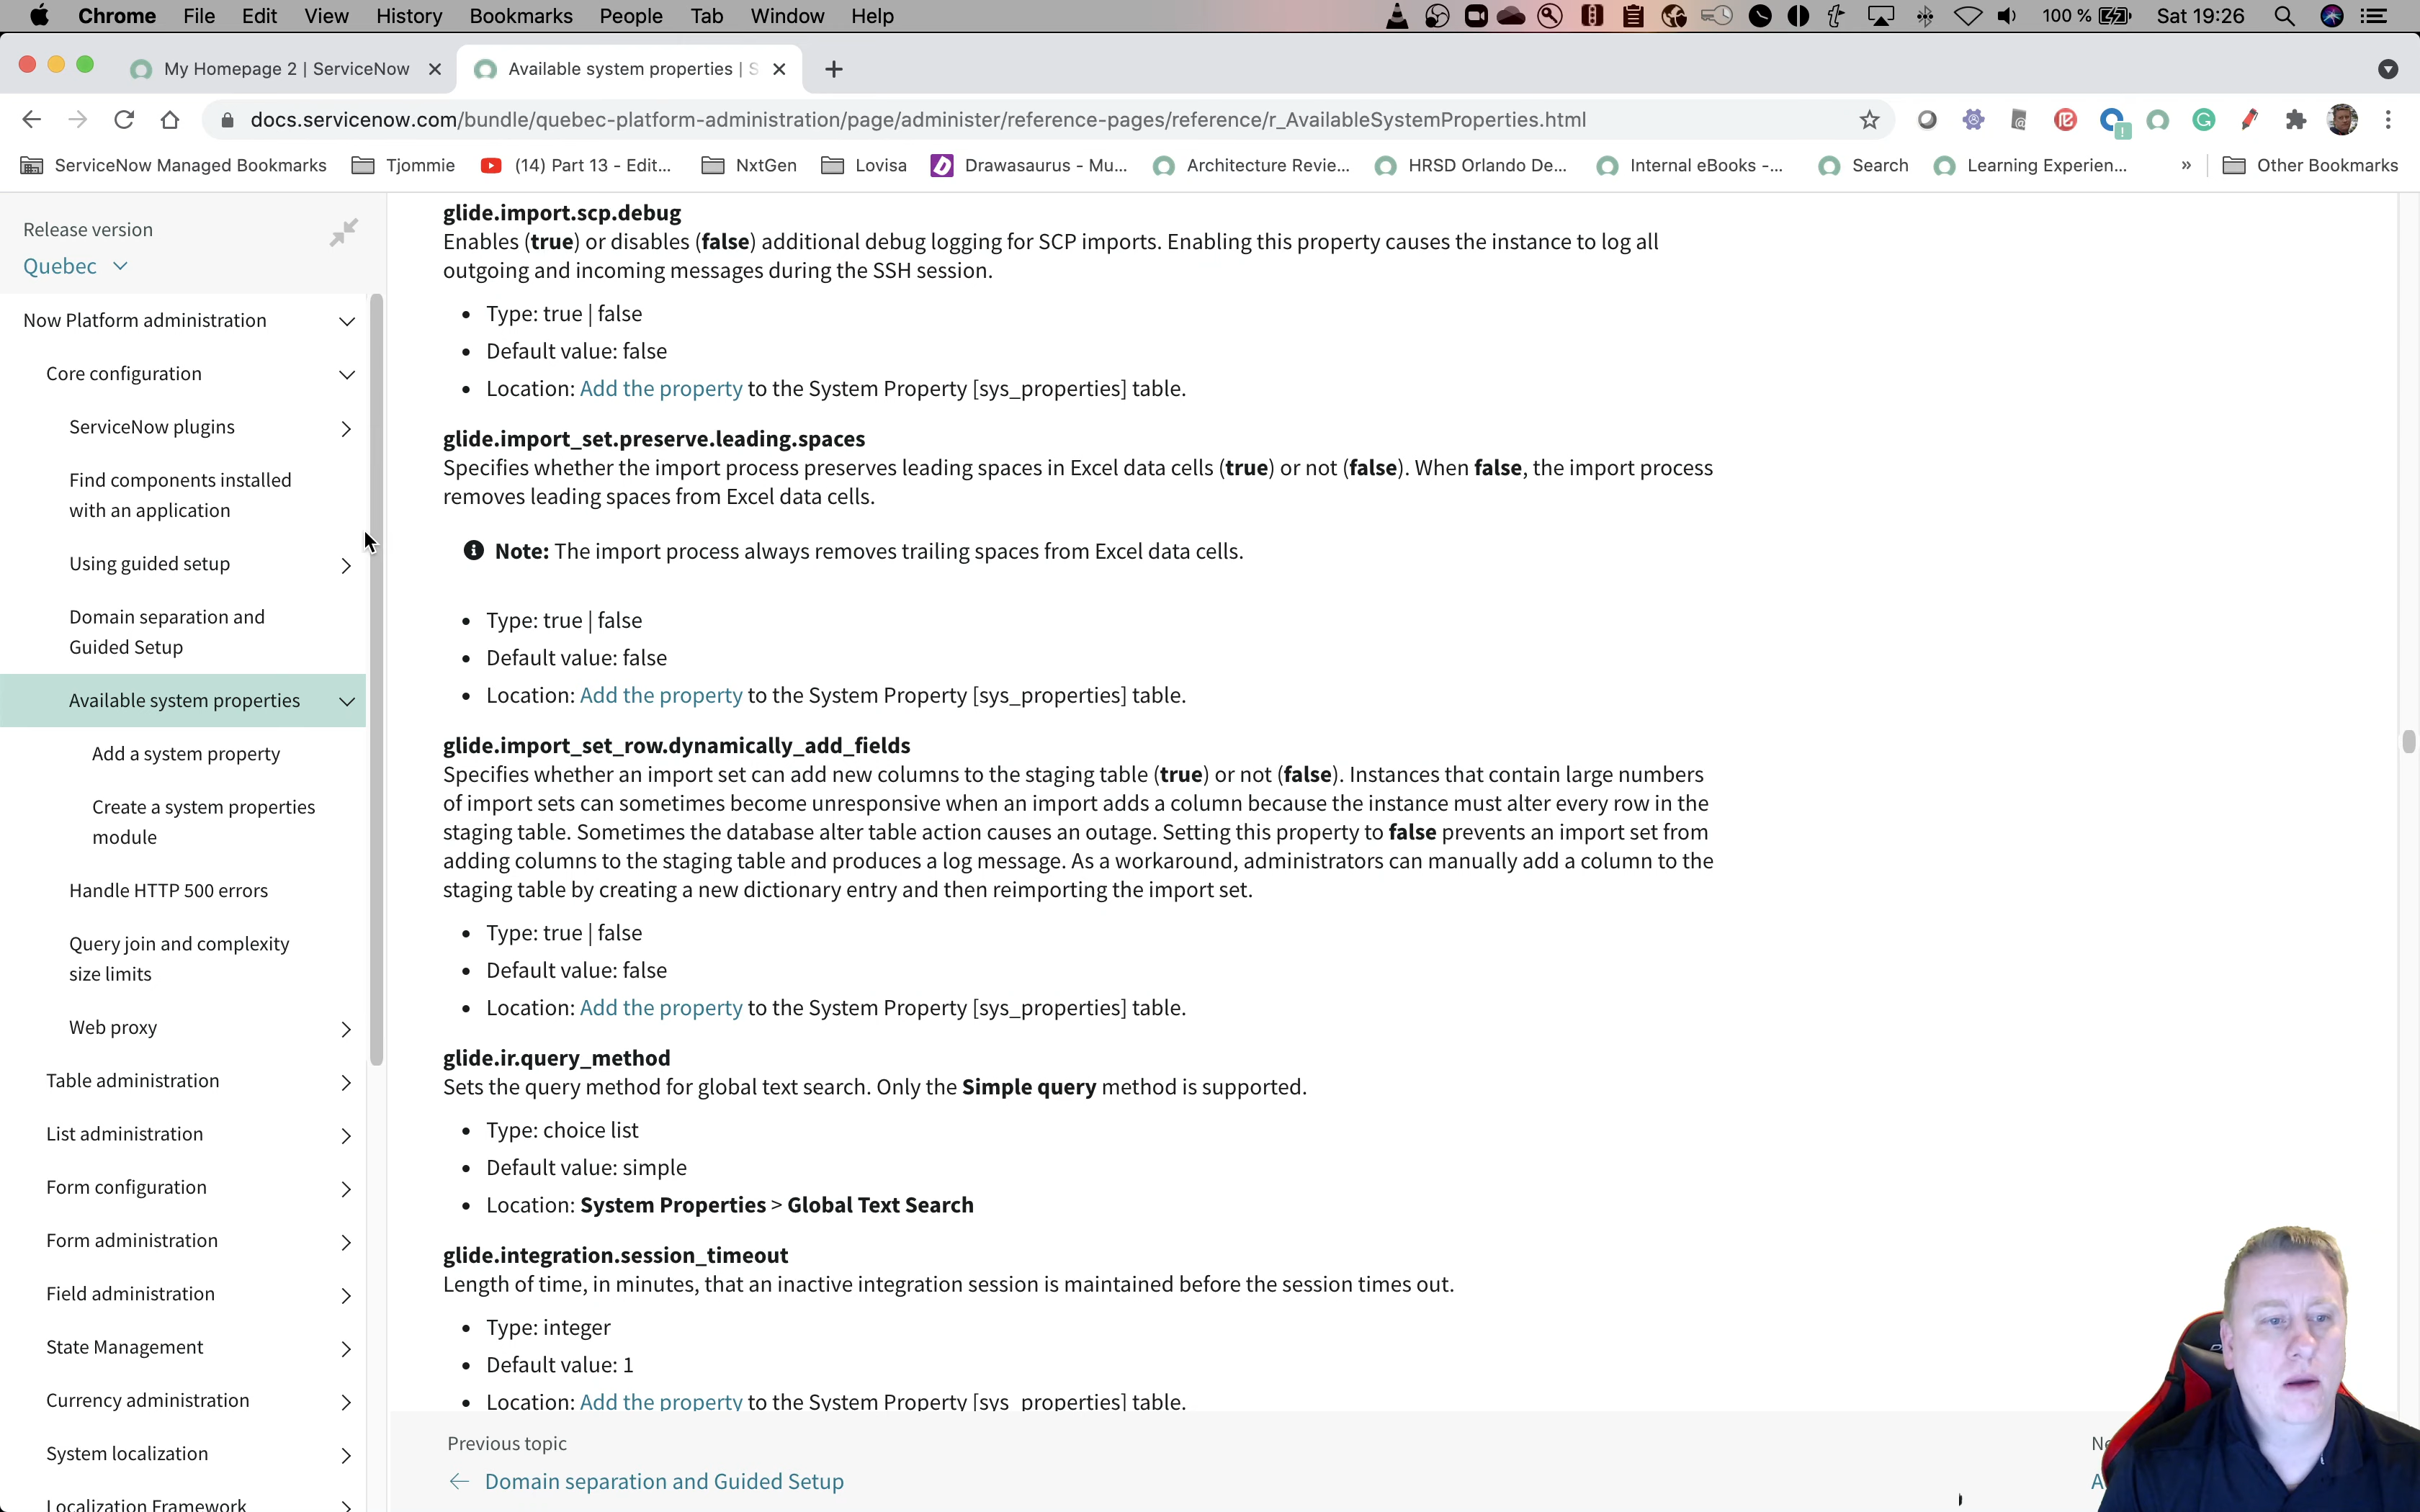 Chrome File Edit View History Bookmarks People Tab Window Help 100 % Sat 19:26
My Homepage 2 | ServiceNow Available system properties | S
docs.servicenow.com/bundle/quebec-platform-administration/page/administer/reference-pages/reference/r_AvailableSystemProperties.html
ServiceNow Managed Bookmarks Tjommie (14) Part 13 - Edit... NxtGen Lovisa Drawasaurus - Mu... Architecture Revie... HRSD Orlando De... Internal eBooks -... Search Learning Experien... » Other Bookmarks
Release version
Quebec
Now Platform administration
Core configuration
ServiceNow plugins
Find components installed
with an application
Using guided setup
Domain separation and
Guided Setup
Available system properties
Add a system property
Create a system properties
module
Handle HTTP 500 errors
Query join and complexity
size limits
Web proxy
Table administration
List administration
Form configuration
Form administration
Field administration
State Management
Currency administration
System localization
Localization Framework
glide.import.scp.debug
Enables (true) or disables (false) additional debug logging for SCP imports. Enabling this property causes the instance to log all
outgoing and incoming messages during the SSH session.
• Type: true | false
• Default value: false
• Location: Add the property to the System Property [sys_properties] table.
glide.import_set.preserve.leading.spaces
Specifies whether the import process preserves leading spaces in Excel data cells (true) or not (false). When false, the import process
removes leading spaces from Excel data cells.
Note: The import process always removes trailing spaces from Excel data cells.
• Type: true | false
• Default value: false
• Location: Add the property to the System Property [sys_properties] table.
glide.import_set_row.dynamically_add_fields
Specifies whether an import set can add new columns to the staging table (true) or not (false). Instances that contain large numbers
of import sets can sometimes become unresponsive when an import adds a column because the instance must alter every row in the
staging table. Sometimes the database alter table action causes an outage. Setting this property to false prevents an import set from
adding columns to the staging table and produces a log message. As a workaround, administrators can manually add a column to the
staging table by creating a new dictionary entry and then reimporting the import set.
• Type: true | false
• Default value: false
• Location: Add the property to the System Property [sys_properties] table.
glide.ir.query_method
Sets the query method for global text search. Only the Simple query method is supported.
• Type: choice list
• Default value: simple
• Location: System Properties > Global Text Search
glide.integration.session_timeout
Length of time, in minutes, that an inactive integration session is maintained before the session times out.
• Type: integer
• Default value: 1
• Location: Add the property to the System Property [sys_properties] table.
Previous topic
← Domain separation and Guided Setup